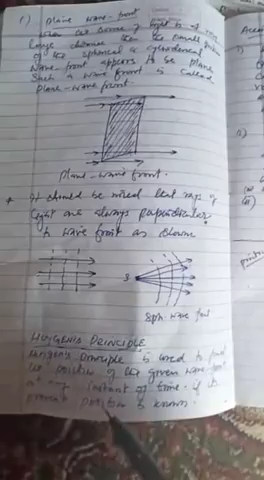 Plane wave-front
When source of light is at very
large distance then the small portion
of the spherical or cylinderical
wave-front appears to be plane
Such a wave front is called
Plane-wave front.
Plane-wave front.
* It should be noted that rays of
light are always perpendicular
to wave front as shown
S
Sph. wave front
HUYGENS PRINCIPLE
Huygen's Principle is used to find
position of the given wave-front
at any instant of time if its
present position is known.